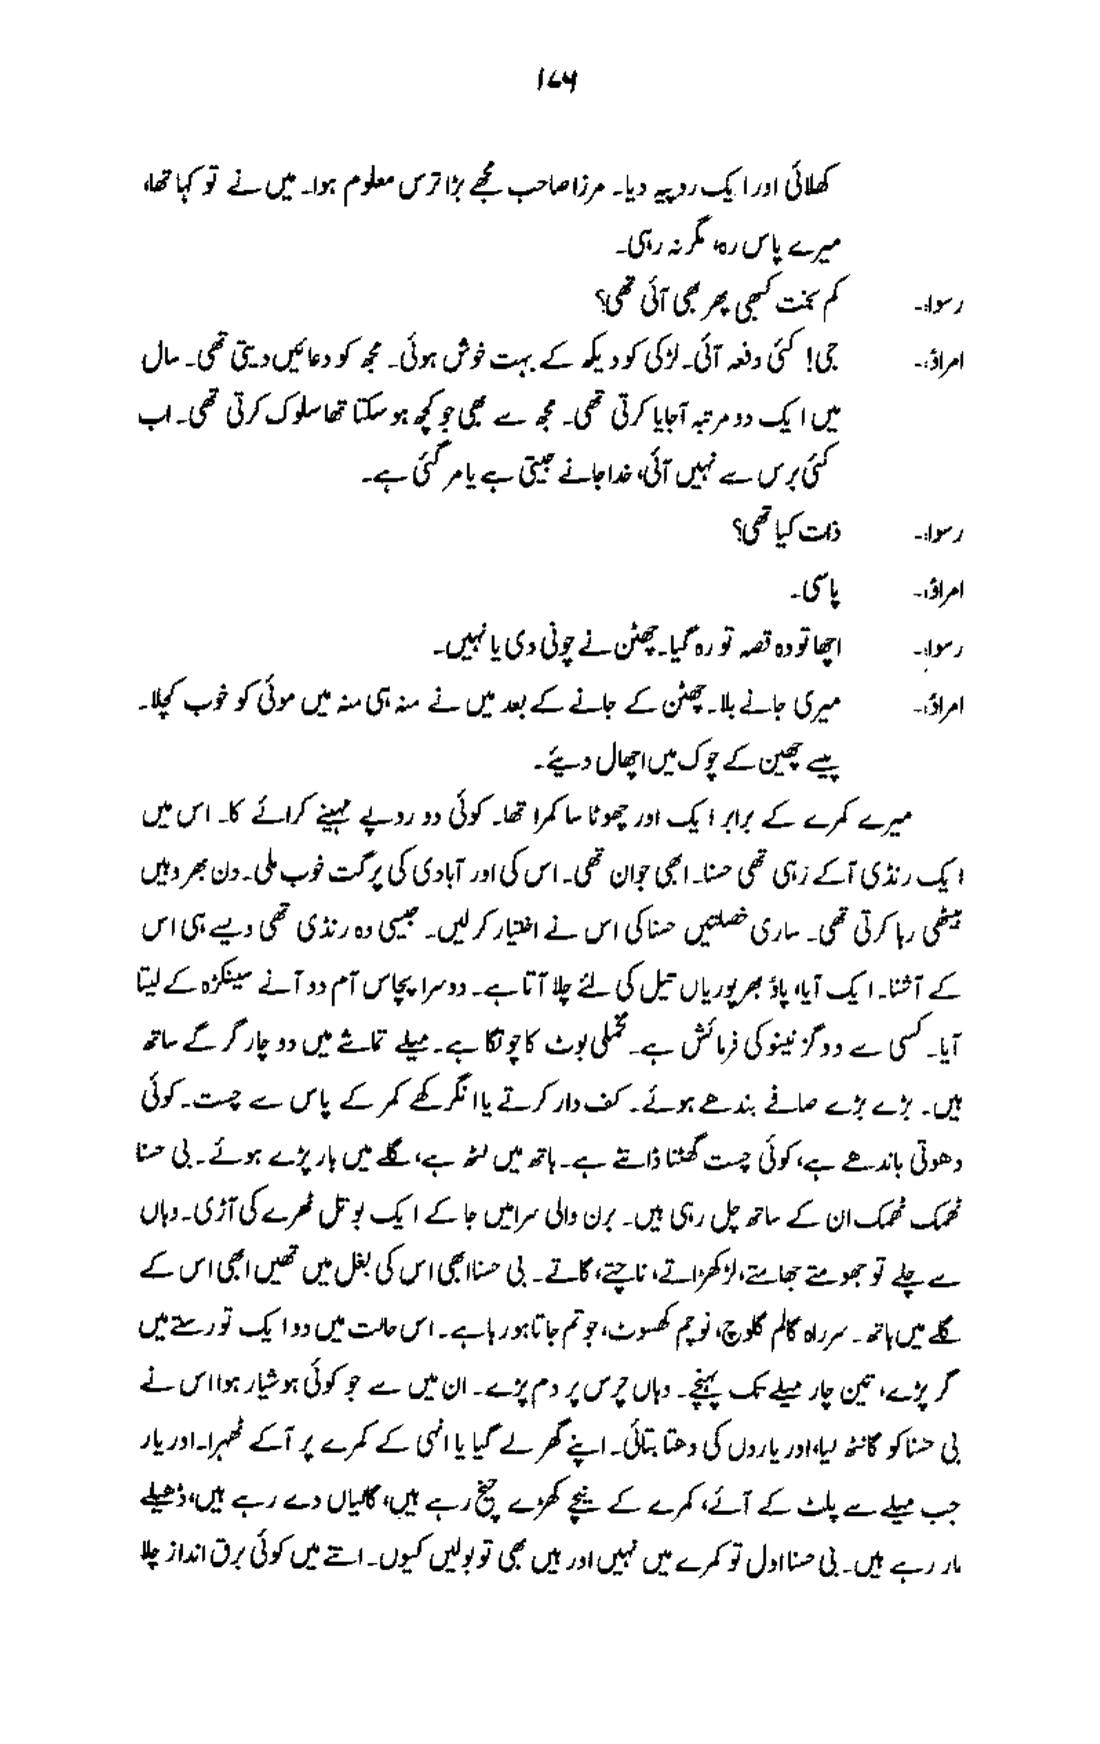 ۱۷۶
کھلائی اور ایک روپیہ دیا۔ مرزا صاحب مجھے بڑا ترس معلوم ہوا۔ میں نے تو کہا تھا،
میرے پاس رہ، مگر نہ رہی۔
رسوا:۔ کم بخت کبھی پھر بھی آئی تھی؟
امراؤ:۔ جی! کئی دفعہ آئی۔ لڑکی کو دیکھ کے بہت خوش ہوئی۔ مجھ کو دعائیں دیتی تھی۔ سال
میں ایک دو مرتبہ آجایا کرتی تھی۔ مجھ سے بھی جو کچھ ہو سکتا تھا سلوک کرتی تھی۔ اب
کئی برس سے نہیں آئی، خدا جانے جیتی ہے یا مر گئی ہے۔
رسوا:۔ ذات کیا تھی؟
امراؤ:۔ پاسی۔
رسوا:۔ اچھا تو وہ قصہ تو رہ گیا۔ چھٹن نے چونی دی یا نہیں۔
امراؤ:۔ میری جانے بلا۔ چھٹن کے جانے کے بعد میں نے منہ ہی منہ میں موئی کو خوب کچلا۔
پیسے چھین کے چوک میں اچھال دیئے۔
میرے کمرے کے برابر ایک اور چھوٹا سا کمرا تھا۔ کوئی دو روپے مہینے کرائے کا۔ اس میں
ایک رنڈی آکے رہی تھی حسنا۔ ابھی جوان تھی۔ اس کی اور آبادی کی پرگت خوب ملی۔ دن بھر وہیں
بیٹھی رہا کرتی تھی۔ ساری خصلتیں حسنا کی اس نے اختیار کر لیں۔ جیسی وہ رنڈی تھی ویسے ہی اس
کے آشنا۔ ایک آیا، پاؤ بھر پوریاں تیل کی لئے چلا آتا ہے۔ دوسرا پچاس آم دو آنے سینکڑہ کے لیتا
آیا۔ کسی سے دو گز نینو کی فرمائش ہے۔ مخملی بوٹ کا چوتکا ہے۔ میلے تماشے میں دو چار گرگے ساتھ
ہیں۔ بڑے بڑے صافے بندھے ہوئے۔ کف دار کرتے یا انگرکھے کمر کے پاس سے چست۔ کوئی
دھوتی باندھے ہے، کوئی چست گھٹنا ڈانٹے ہے۔ ہاتھ میں لٹھ ہے، گلے میں ہار پڑے ہوئے۔ بی حسنا
ٹھمک ٹھمک ان کے ساتھ چل رہی ہیں۔ برن والی سرا میں جا کے ایک بوتل ٹھرے کی آڑی۔ وہاں
سے چلے تو جھومتے جھامتے، لڑکھڑاتے، ناچتے، گاتے۔ بی حسنا ابھی اس کی بغل میں تھیں ابھی اس کے
گلے میں ہاتھ۔ سر راہ گالم گلوچ، نوچم کھسوٹ، جوتم جاتا ہو رہا ہے۔ اس حالت میں دو ایک تو رستے میں
گر پڑے، تین چار میلے تک پہنچے۔ وہاں چرس پر دم پڑے۔ ان میں سے جو کوئی ہوشیار ہوا اس نے
بی حسنا کو گانٹھ لیا، اور یاروں کی دھتا بتائی۔ اپنے گھر لے گیا یا انہی کے کمرے پر آکے ٹھہرا۔ اور یار
جب میلے سے پلٹ کے آئے، کمرے کے نیچے کھڑے چیخ رہے ہیں، گالیاں دے رہے ہیں، ڈھیلے
مار رہے ہیں۔ بی حسنا اول تو کمرے میں نہیں اور ہیں بھی تو بولیں کیوں۔ اتنے میں کوئی برق انداز چلا